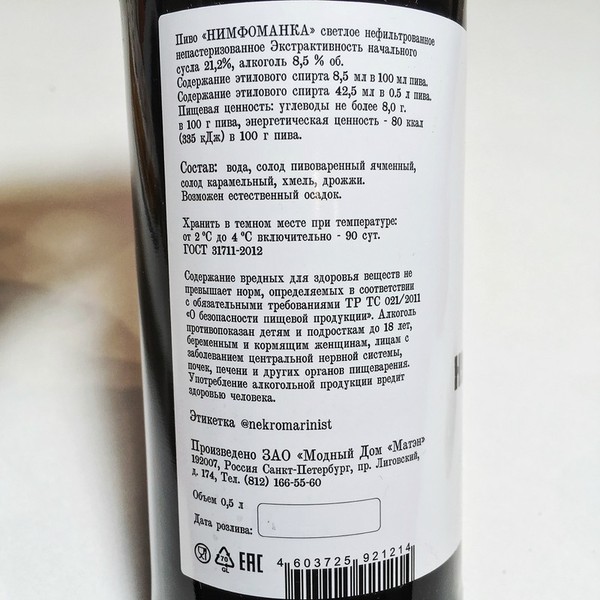 Пиво «НИМФОМАНКА» светлое нефильтрованное
непастеризованное Экстрактивность начального
сусла 21,2%, алкоголь 8,5 % об.
Содержание этилового спирта 8,5 мл в 100 мл пива.
Содержание этилового спирта 42,5 мл в 0.5 л пива.
Пищевая ценность: углеводы не более 8,0 г.
в 100 г пива, энергетическая ценность - 80 ккал
(335 кДж) в 100 г пива.
Состав: вода, солод пивоваренный ячменный,
солод карамельный, хмель, дрожжи.
Возможен естественный осадок.
Хранить в темном месте при температуре:
от 2 °С до 4 °С включительно - 90 сут.
ГОСТ 31711-2012
Содержание вредных для здоровья веществ не
превышает норм, определяемых в соответствии
с обязательными требованиями ТР ТС 021/2011
«О безопасности пищевой продукции». Алкоголь
противопоказан детям и подросткам до 18 лет,
беременным и кормящим женщинам, лицам с
заболеванием центральной нервной системы,
почек, печени и других органов пищеварения.
Употребление алкогольной продукции вредит
здоровью человека.
Этикетка @nekromarinist
Произведено ЗАО «Модный Дом «Матэн»
192007, Россия Санкт-Петербург, пр. Лиговский,
д. 174, Тел. (812) 166-55-60
Объем 0,5 л
Дата розлива:
70
GL
EAC
4 603725 921214